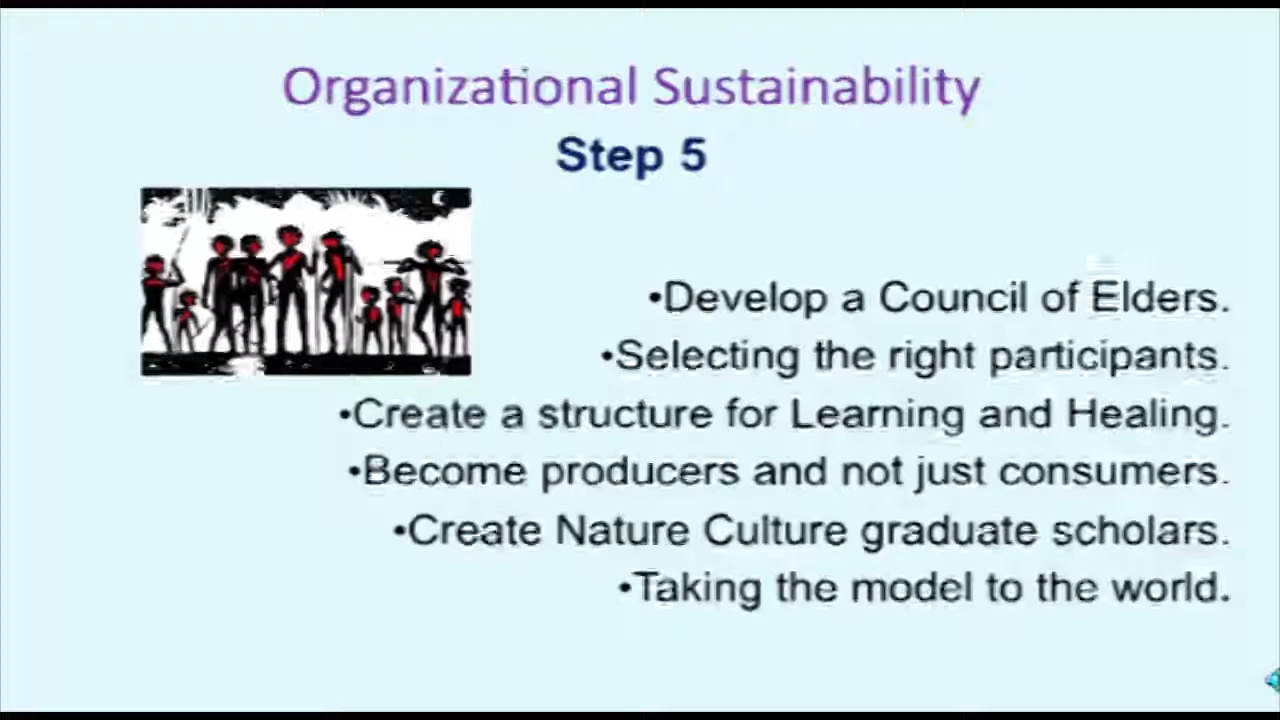 Organizational Sustainability
Step 5
•Develop a Council of Elders.
•Selecting the right participants.
•Create a structure for Learning and Healing.
•Become producers and not just consumers.
•Create Nature Culture graduate scholars.
•Taking the model to the world.